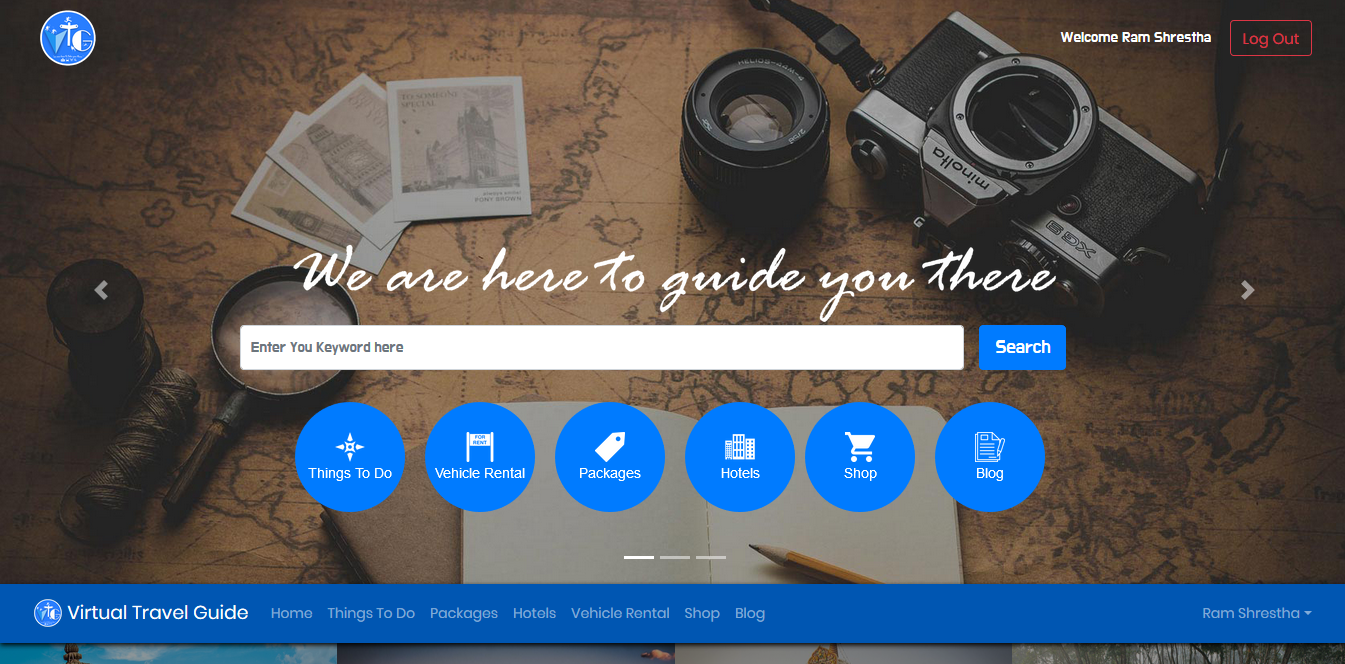 VTG
Welcome Ram Shrestha
Log Out
HELIOS-44M-4
TO SOMEONE
SPECIAL
PONY BROWN
minolta
XG9
We are here to guide you there
Enter You Keyword here
Search
Things To Do
FOR
RENT
Vehicle Rental
Packages
Hotels
Shop
Blog
Virtual Travel Guide
Home
Things To Do
Packages
Hotels
Vehicle Rental
Shop
Blog
Ram Shrestha